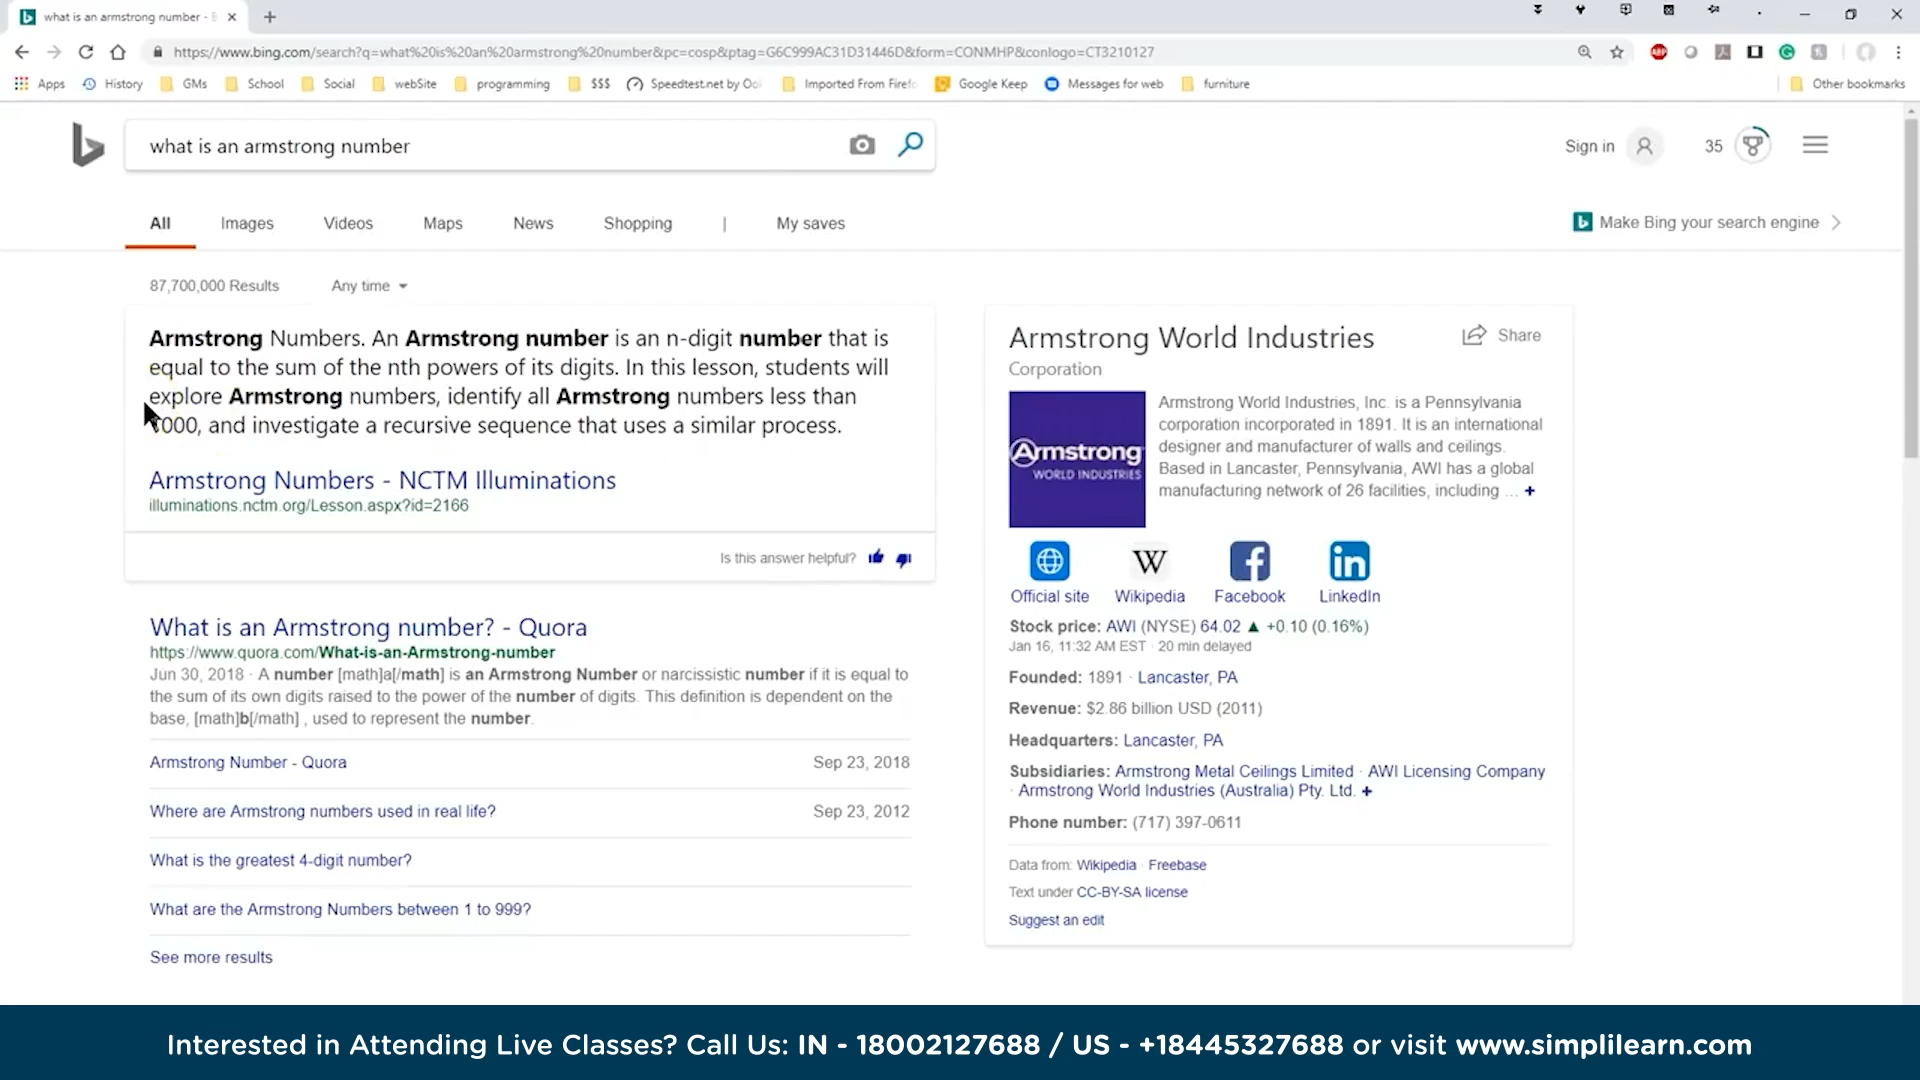 what is an armstrong number - B
https://www.bing.com/search?q=what%20is%20an%20armstrong%20number&pc=cosp&ptag=G6C999AC31D31446D&form=CONMHP&conlogo=CT3210127
Apps History GMs School Social webSite programming $$$ Speedtest.net by Oo Imported From Firef Google Keep Messages for web furniture Other bookmarks
what is an armstrong number
Sign in 35
All Images Videos Maps News Shopping | My saves
Make Bing your search engine
87,700,000 Results Any time
Armstrong Numbers. An Armstrong number is an n-digit number that is
equal to the sum of the nth powers of its digits. In this lesson, students will
explore Armstrong numbers, identify all Armstrong numbers less than
1000, and investigate a recursive sequence that uses a similar process.
Armstrong Numbers - NCTM Illuminations
illuminations.nctm.org/Lesson.aspx?id=2166
Is this answer helpful?
What is an Armstrong number? - Quora
https://www.quora.com/What-is-an-Armstrong-number
Jun 30, 2018 · A number [math]a[/math] is an Armstrong Number or narcissistic number if it is equal to
the sum of its own digits raised to the power of the number of digits. This definition is dependent on the
base, [math]b[/math] , used to represent the number.
Armstrong Number - Quora Sep 23, 2018
Where are Armstrong numbers used in real life? Sep 23, 2012
What is the greatest 4-digit number?
What are the Armstrong Numbers between 1 to 999?
See more results
Armstrong World Industries
Share
Corporation
Armstrong
WORLD INDUSTRIES
Armstrong World Industries, Inc. is a Pennsylvania
corporation incorporated in 1891. It is an international
designer and manufacturer of walls and ceilings.
Based in Lancaster, Pennsylvania, AWI has a global
manufacturing network of 26 facilities, including ... +
W
Official site Wikipedia Facebook LinkedIn
Stock price: AWI (NYSE) 64.02 ▲ +0.10 (0.16%)
Jan 16, 11:32 AM EST · 20 min delayed
Founded: 1891 · Lancaster, PA
Revenue: $2.86 billion USD (2011)
Headquarters: Lancaster, PA
Subsidiaries: Armstrong Metal Ceilings Limited · AWI Licensing Company
· Armstrong World Industries (Australia) Pty. Ltd. +
Phone number: (717) 397-0611
Data from: Wikipedia · Freebase
Text under CC-BY-SA license
Suggest an edit
Interested in Attending Live Classes? Call Us: IN - 18002127688 / US - +18445327688 or visit www.simplilearn.com